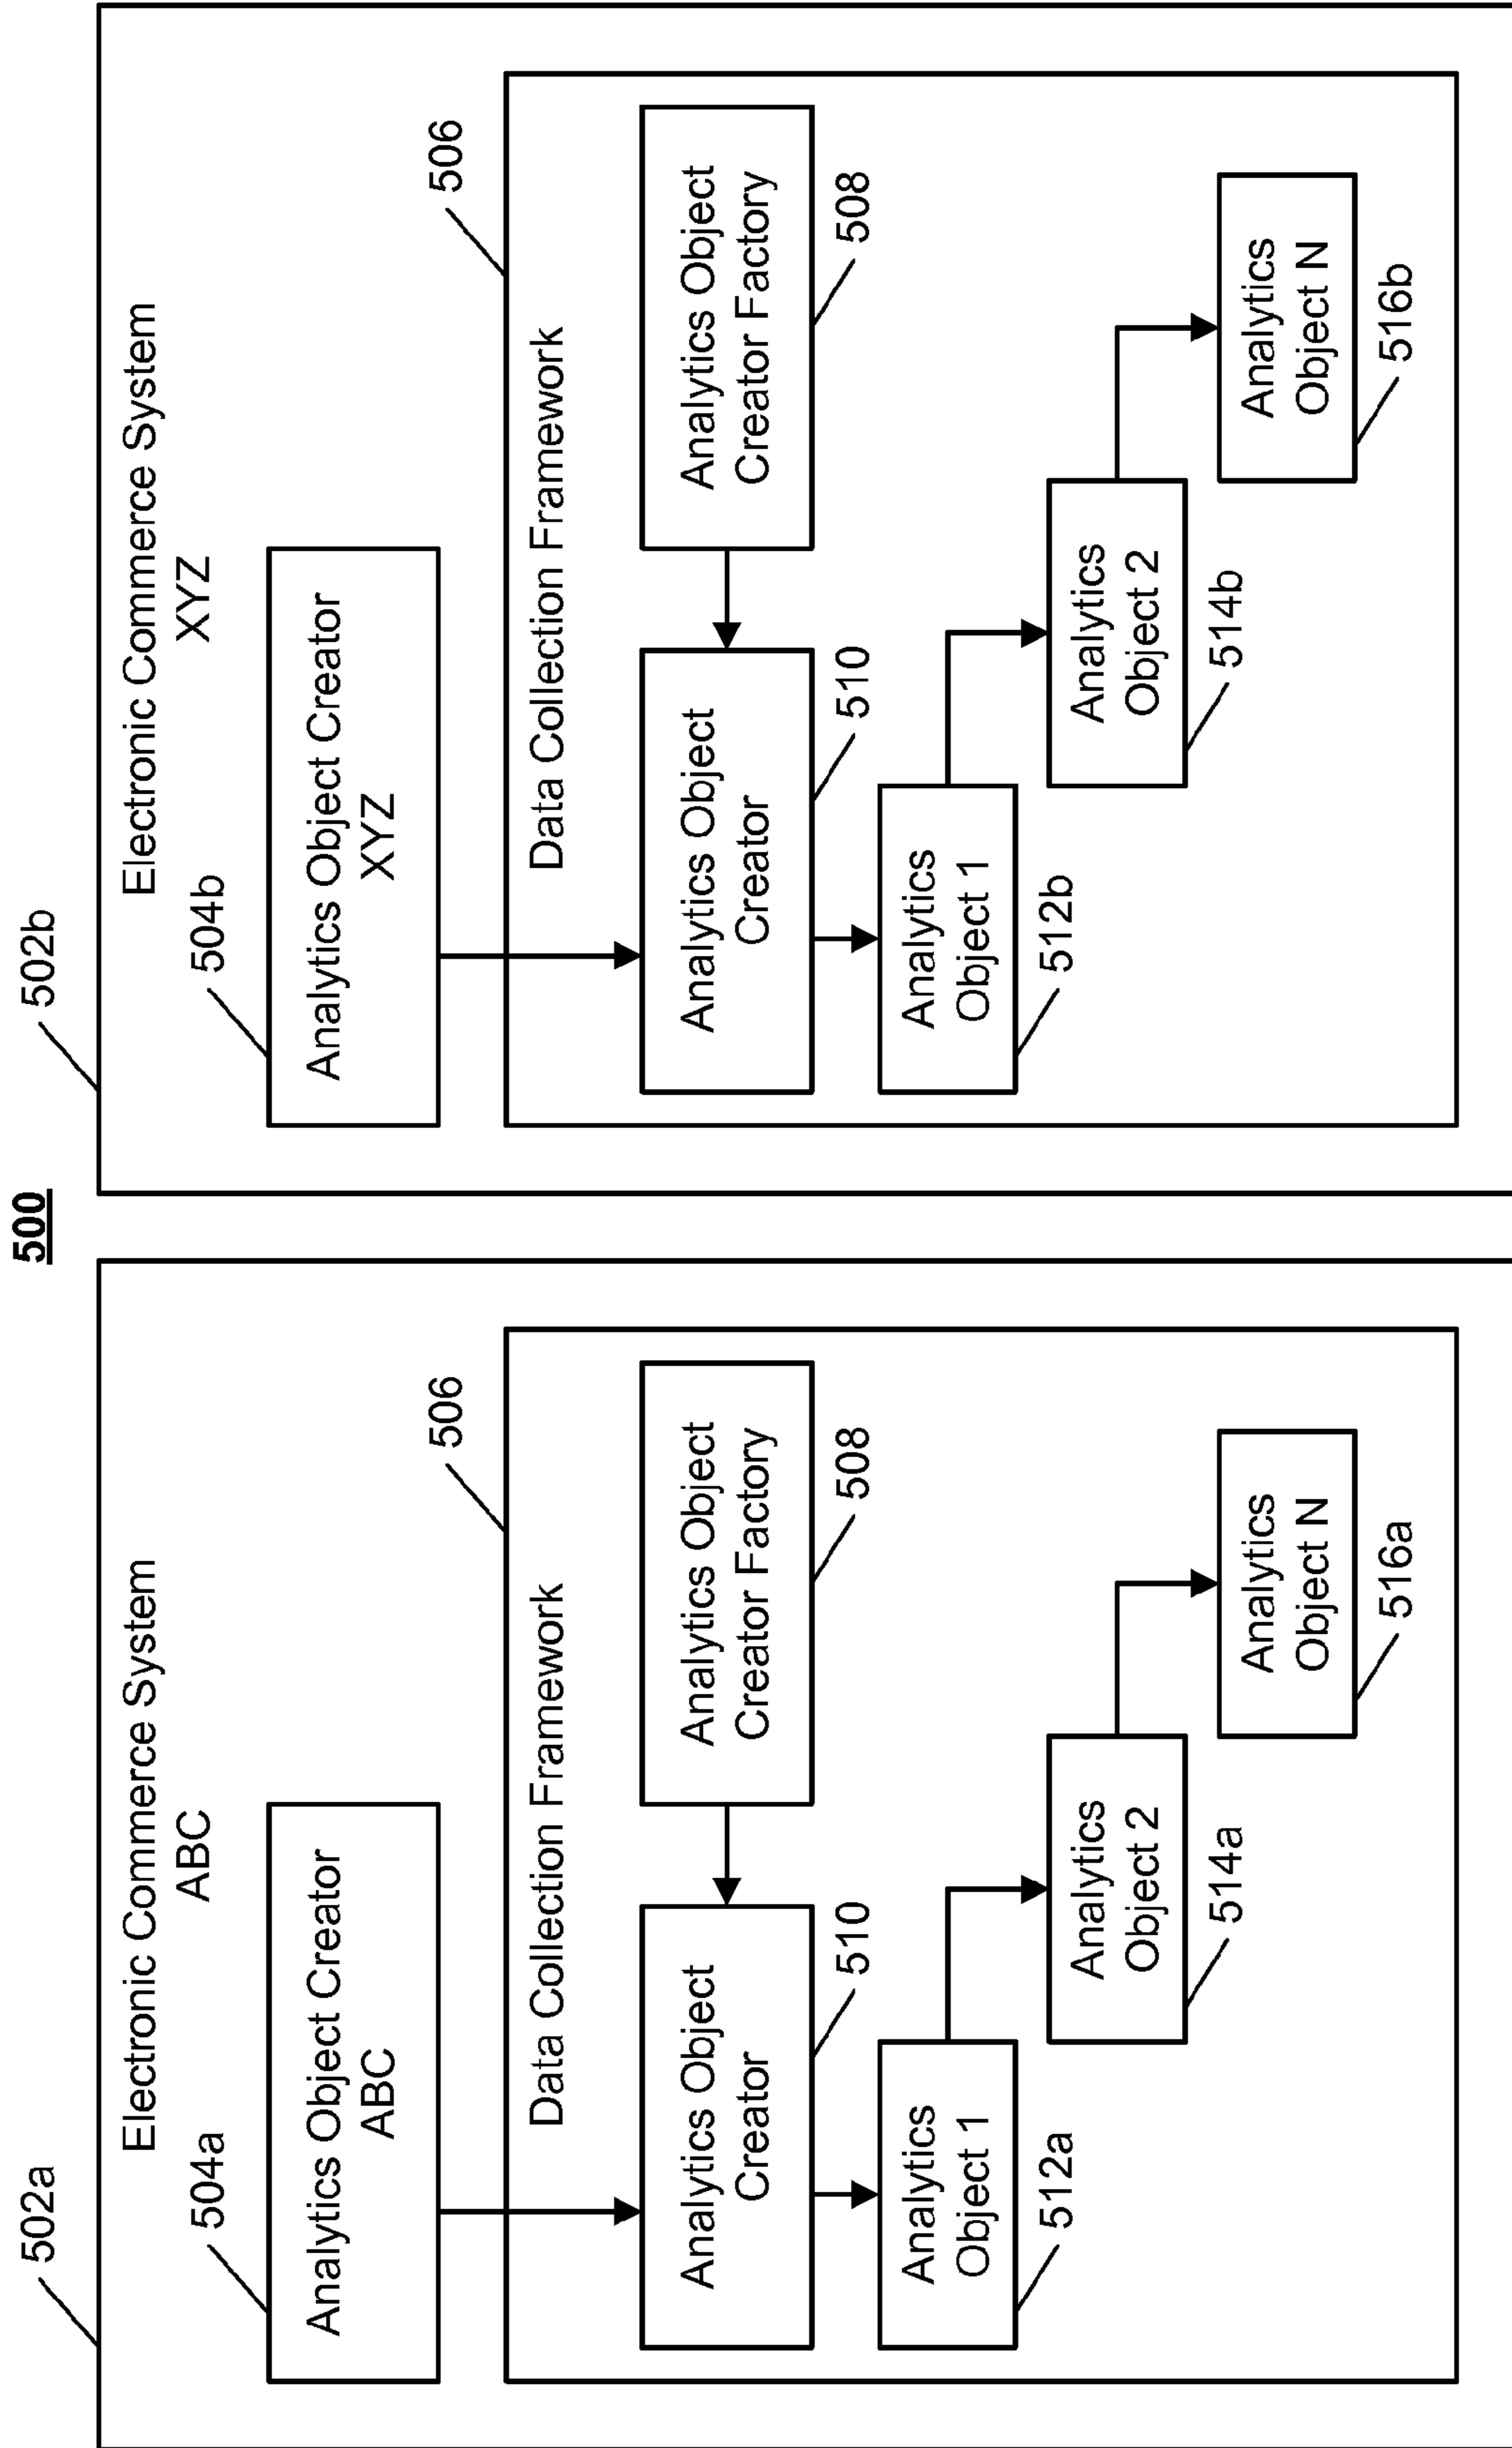 500
502a
Electronic Commerce System
ABC
504a
Analytics Object Creator
ABC
506
Data Collection Framework
Analytics Object
Creator
510
Analytics Object
Creator Factory
508
Analytics
Object 1
512a
Analytics
Object 2
514a
Analytics
Object N
516a
502b
Electronic Commerce System
XYZ
504b
Analytics Object Creator
XYZ
506
Data Collection Framework
Analytics Object
Creator
510
Analytics Object
Creator Factory
508
Analytics
Object 1
512b
Analytics
Object 2
514b
Analytics
Object N
516b